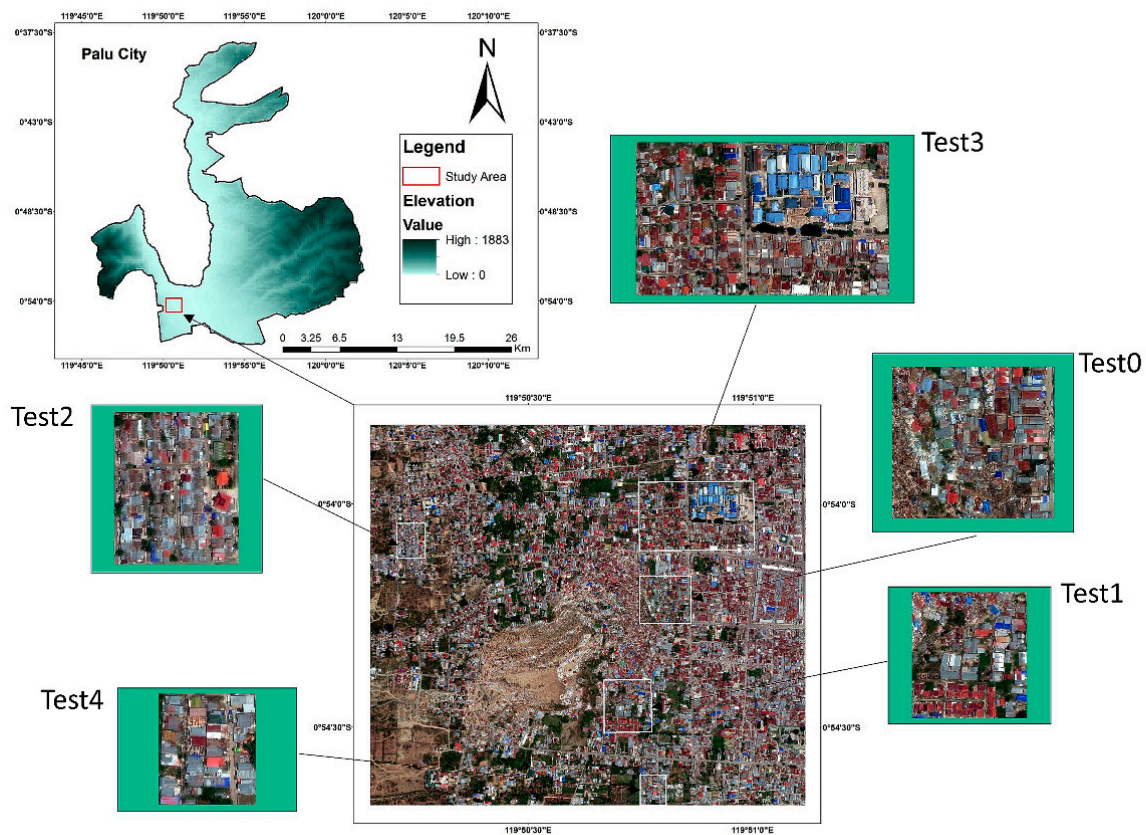 119°45'0"E 119°50'0"E 119°55'0"E 120°0'0"E 120°5'0"E 120°10'0"E
0°37'30"S 0°37'30"S
Palu City
N
0°43'0"S 0°43'0"S
Legend
Study Area
Elevation
Value
High : 1883
Low : 0
0°48'30"S 0°48'30"S
0°54'0"S 0°54'0"S
0 3.25 6.5 13 19.5 26
Km
119°45'0"E 119°50'0"E 119°55'0"E 120°0'0"E 120°5'0"E 120°10'0"E
Test3
Test0
Test2
119°50'30"E 119°51'0"E
0°54'0"S 0°54'0"S
Test1
Test4
0°54'30"S 0°54'30"S
119°50'30"E 119°51'0"E